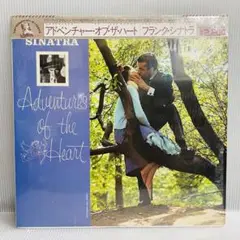 アドベンチャー・オブ・ザ・ハート / フランク・シナトラ
SINATRA
Adventures
of the
Heart